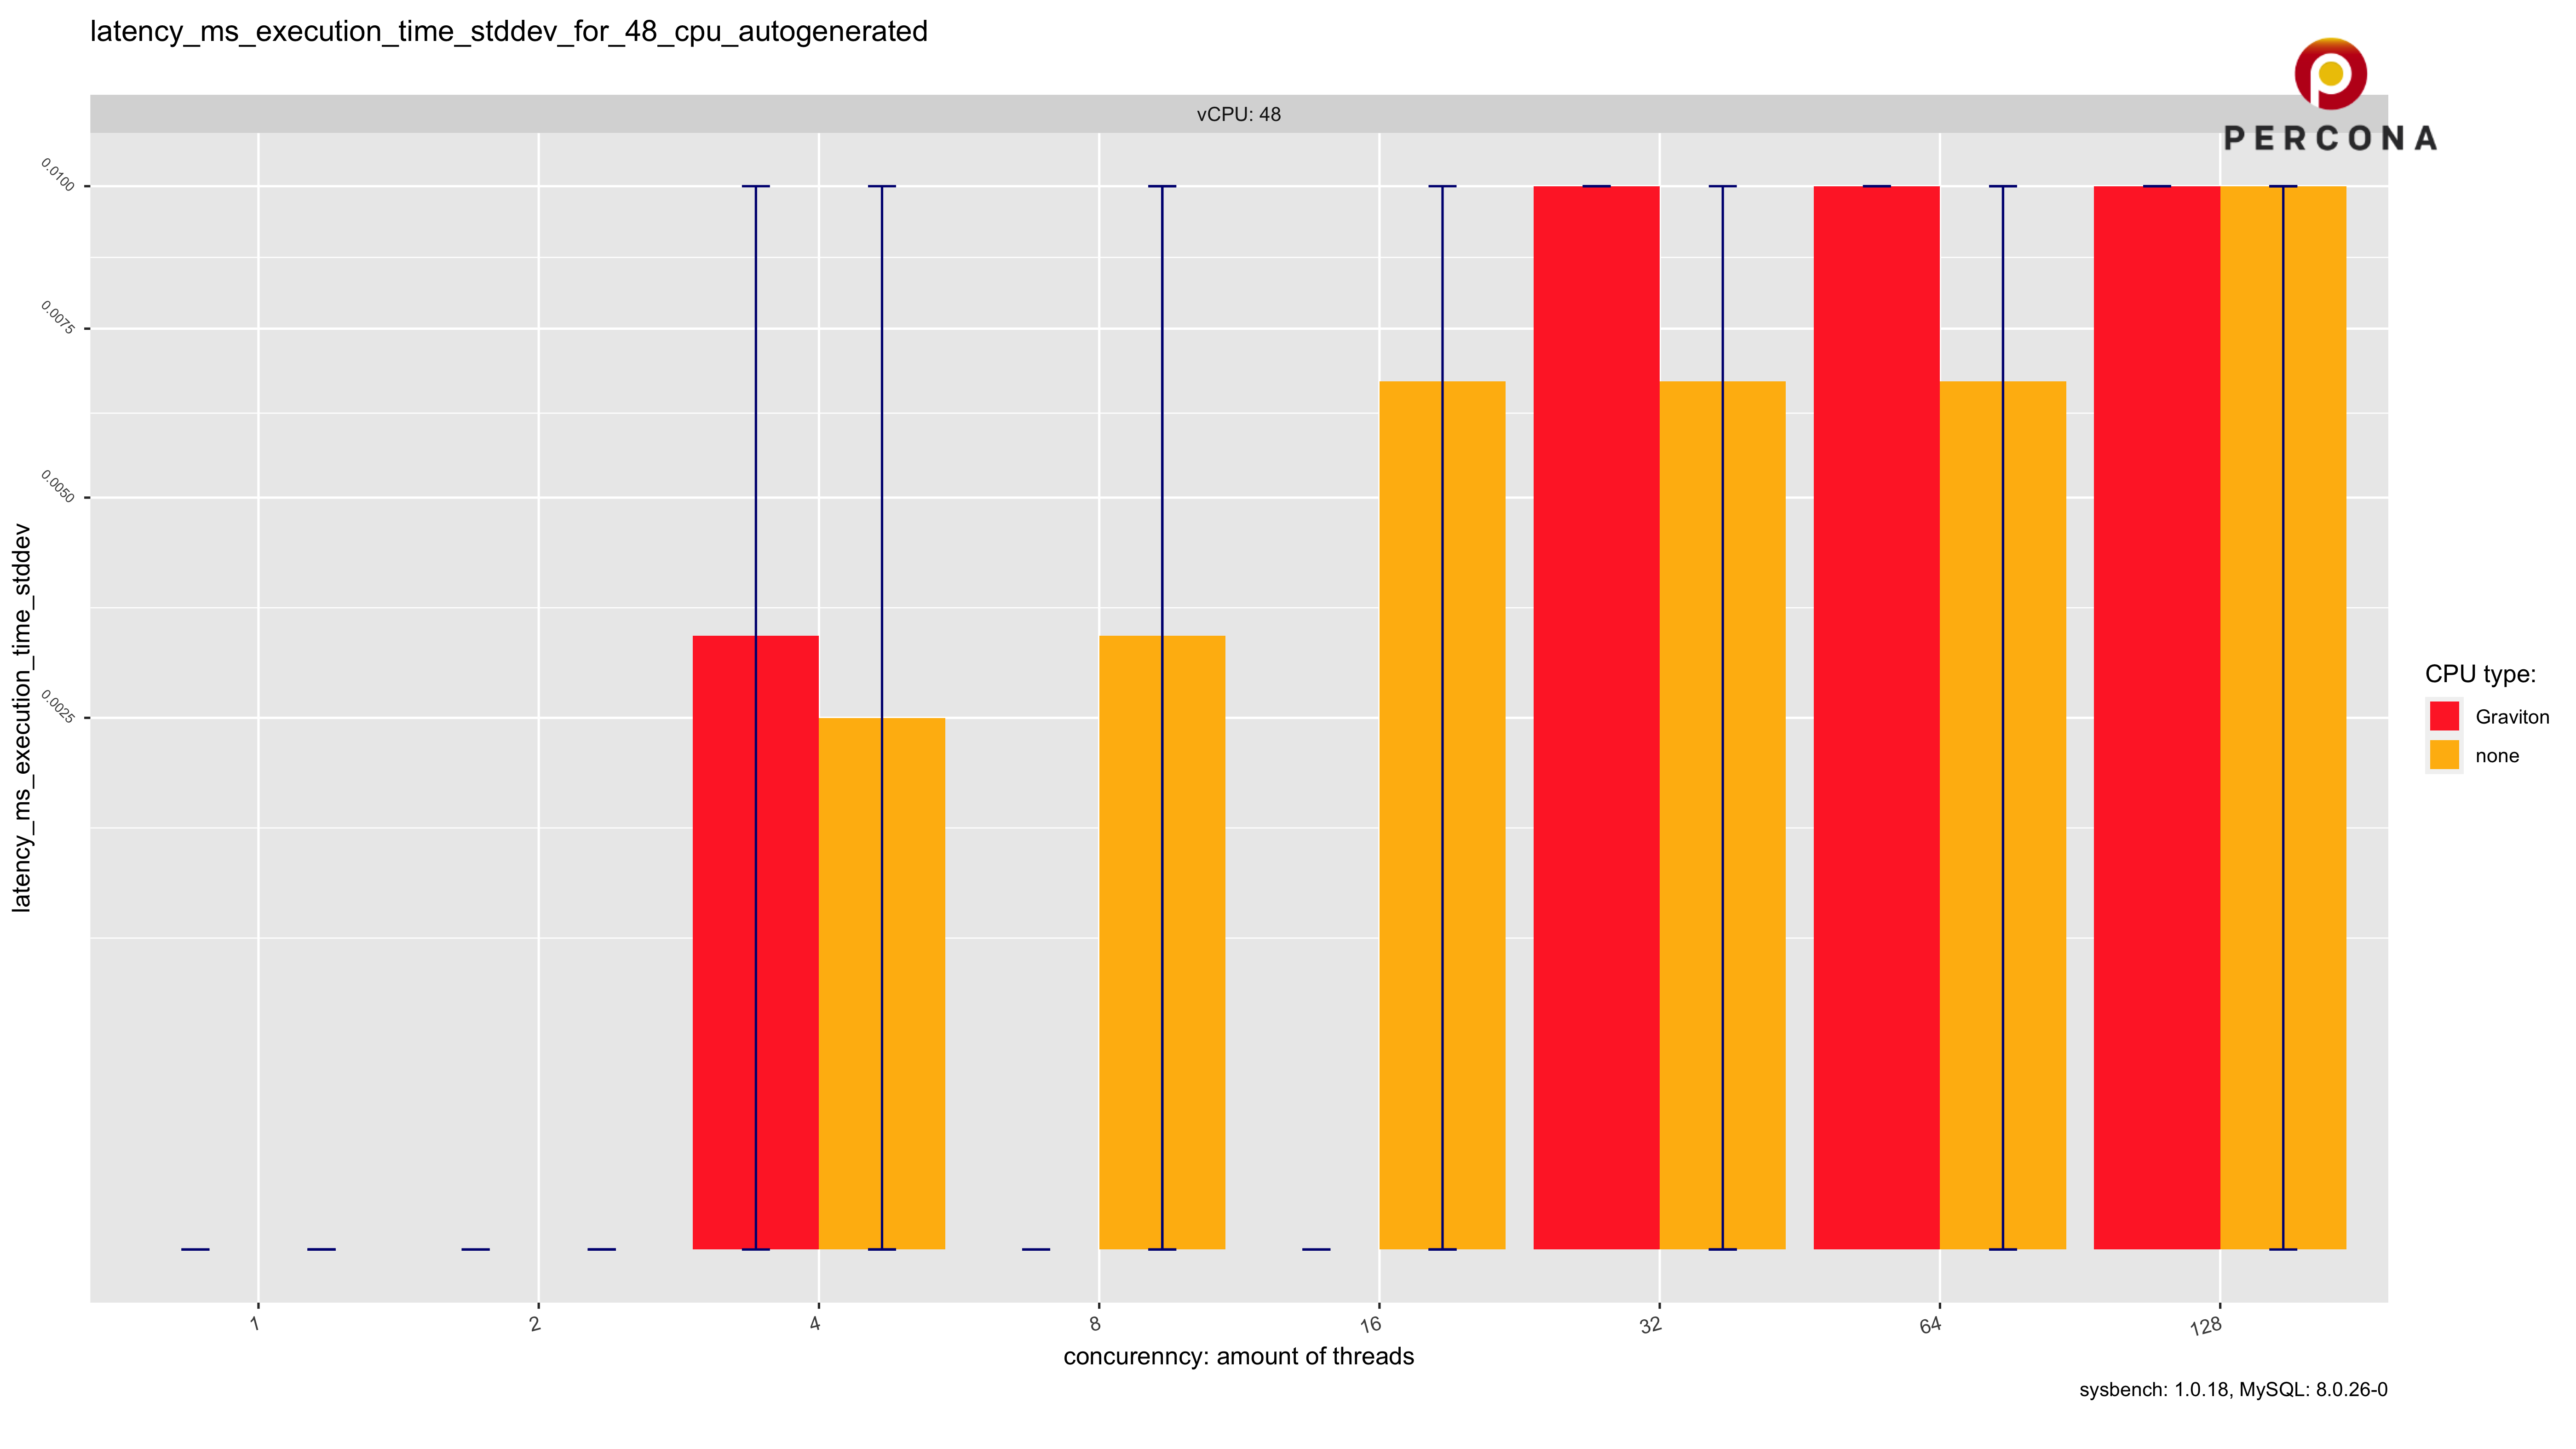 latency_ms_execution_time_stddev_for_48_cpu_autogenerated
PERCONA
vCPU: 48
0.0100
0.0075
0.0050
0.0025
latency_ms_execution_time_stddev
1 2 4 8 16 32 64 128
concurenncy: amount of threads
CPU type:
Graviton
none
sysbench: 1.0.18, MySQL: 8.0.26-0